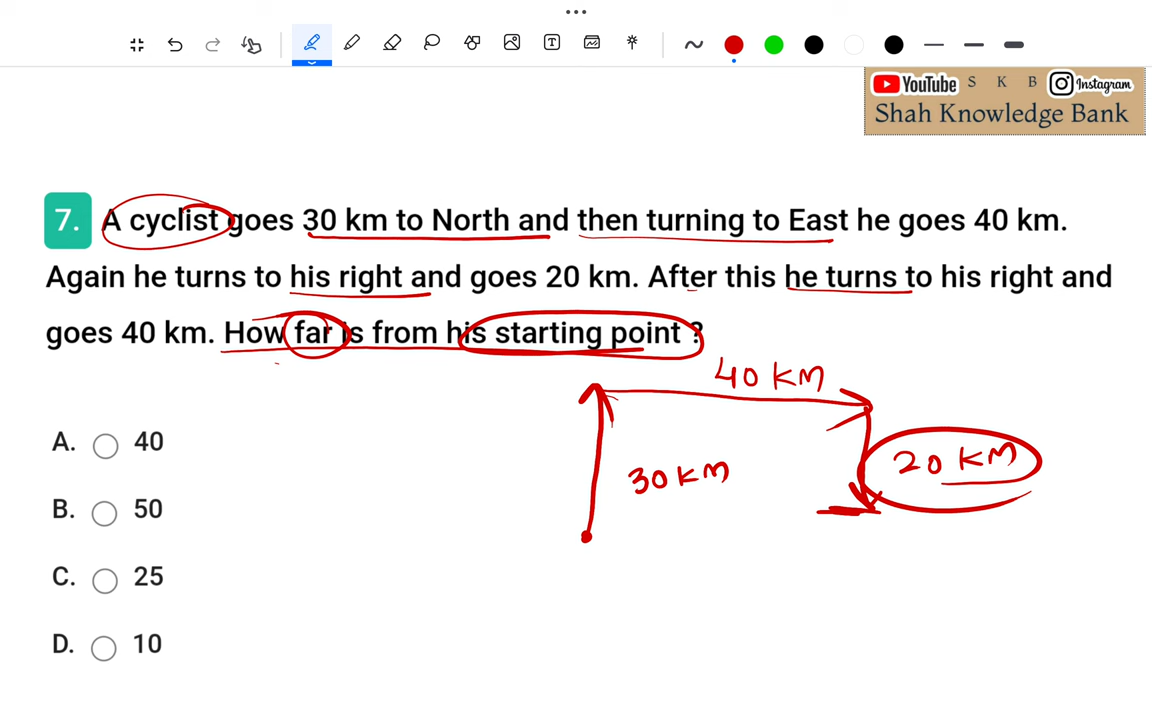 YouTube S K B Instagram
Shah Knowledge Bank
7. A cyclist goes 30 km to North and then turning to East he goes 40 km.
Again he turns to his right and goes 20 km. After this he turns to his right and
goes 40 km. How far is from his starting point ?
40 KM
20 KM
30 KM
A. 40
B. 50
C. 25
D. 10